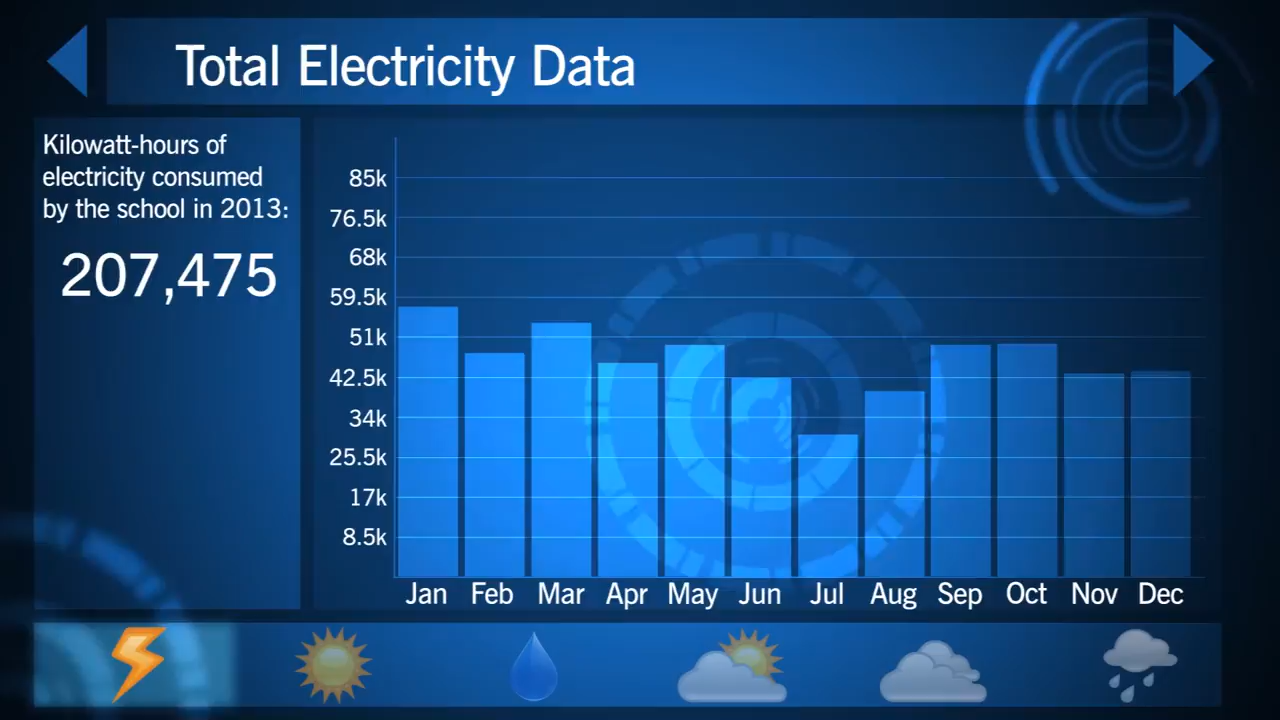 Total Electricity Data
Kilowatt-hours of
electricity consumed
by the school in 2013:
207,475
85k
76.5k
68k
59.5k
51k
42.5k
34k
25.5k
17k
8.5k
Jan Feb Mar Apr May Jun Jul Aug Sep Oct Nov Dec